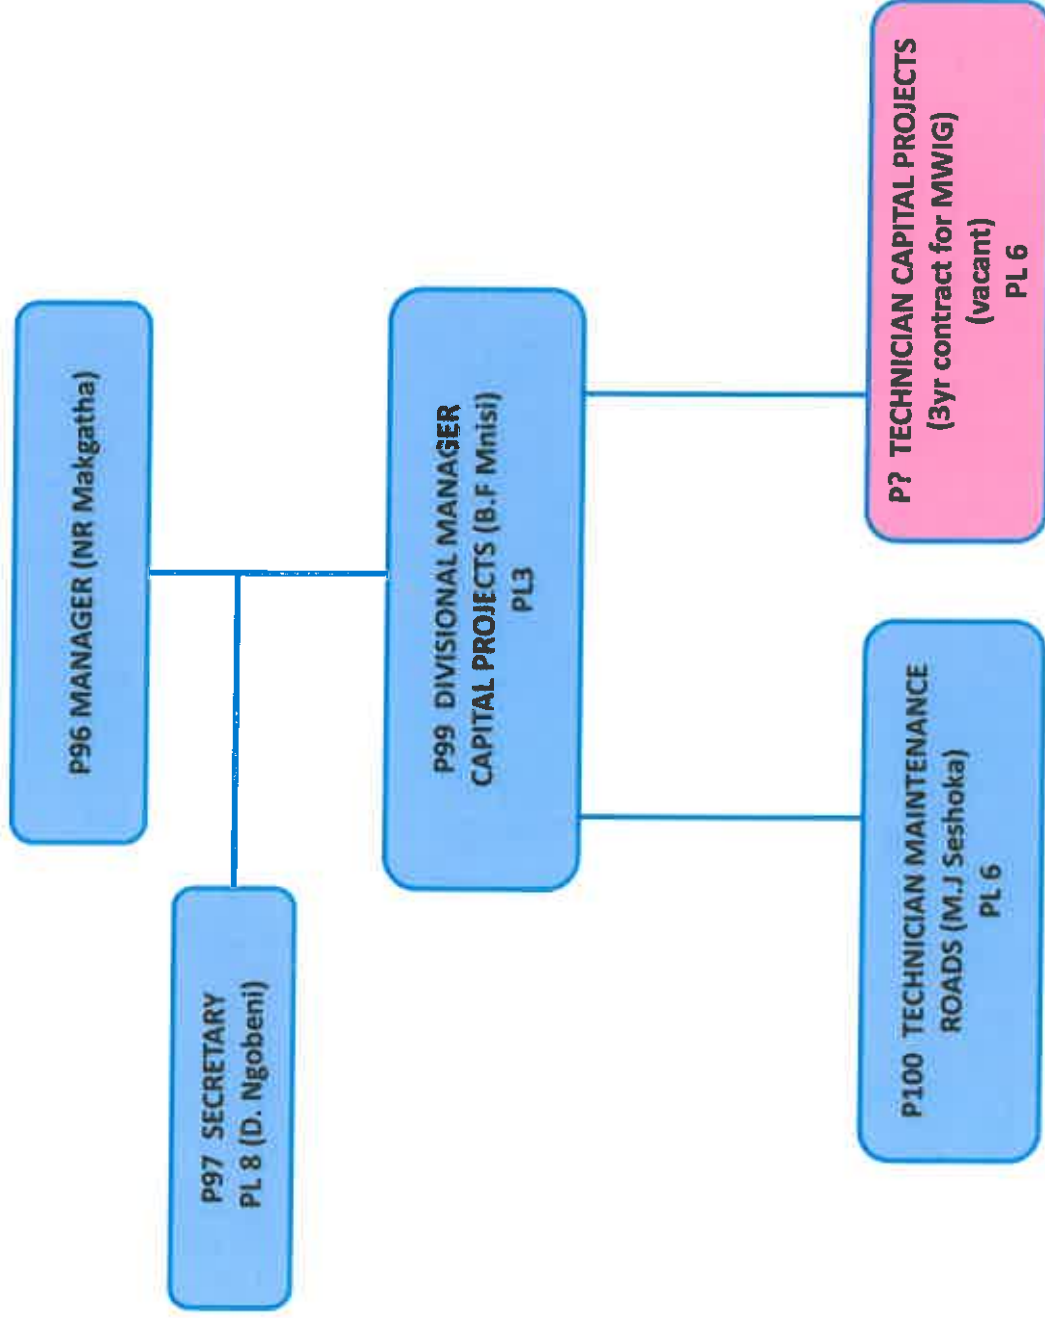 P96 MANAGER (NR Makgatha)
P97 SECRETARY
PL 8 (D. Ngobeni)
P99 DIVISIONAL MANAGER
CAPITAL PROJECTS (B.F Mnisi)
PL3
P100 TECHNICIAN MAINTENANCE
ROADS (M.J Seshoka)
PL 6
P? TECHNICIAN CAPITAL PROJECTS
(3yr contract for MWIG)
(vacant)
PL 6